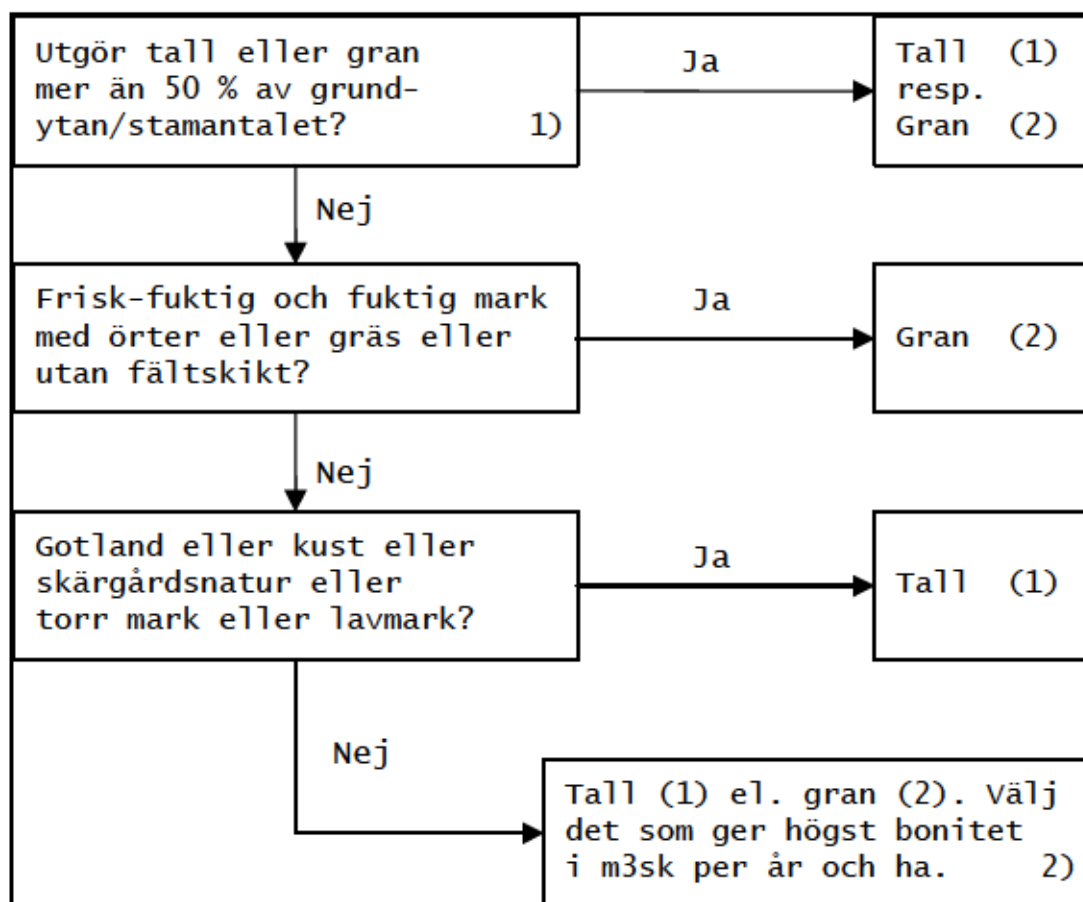 Utgör tall eller gran
mer än 50 % av grund-
ytan/stamantalet? 1)
Ja
Tall (1)
resp.
Gran (2)
Nej
Frisk-fuktig och fuktig mark
med örter eller gräs eller
utan fältskikt?
Ja
Gran (2)
Nej
Gotland eller kust eller
skärgårdsnatur eller
torr mark eller lavmark?
Ja
Tall (1)
Nej
Tall (1) el. gran (2). Välj
det som ger högst bonitet
i m3sk per år och ha. 2)